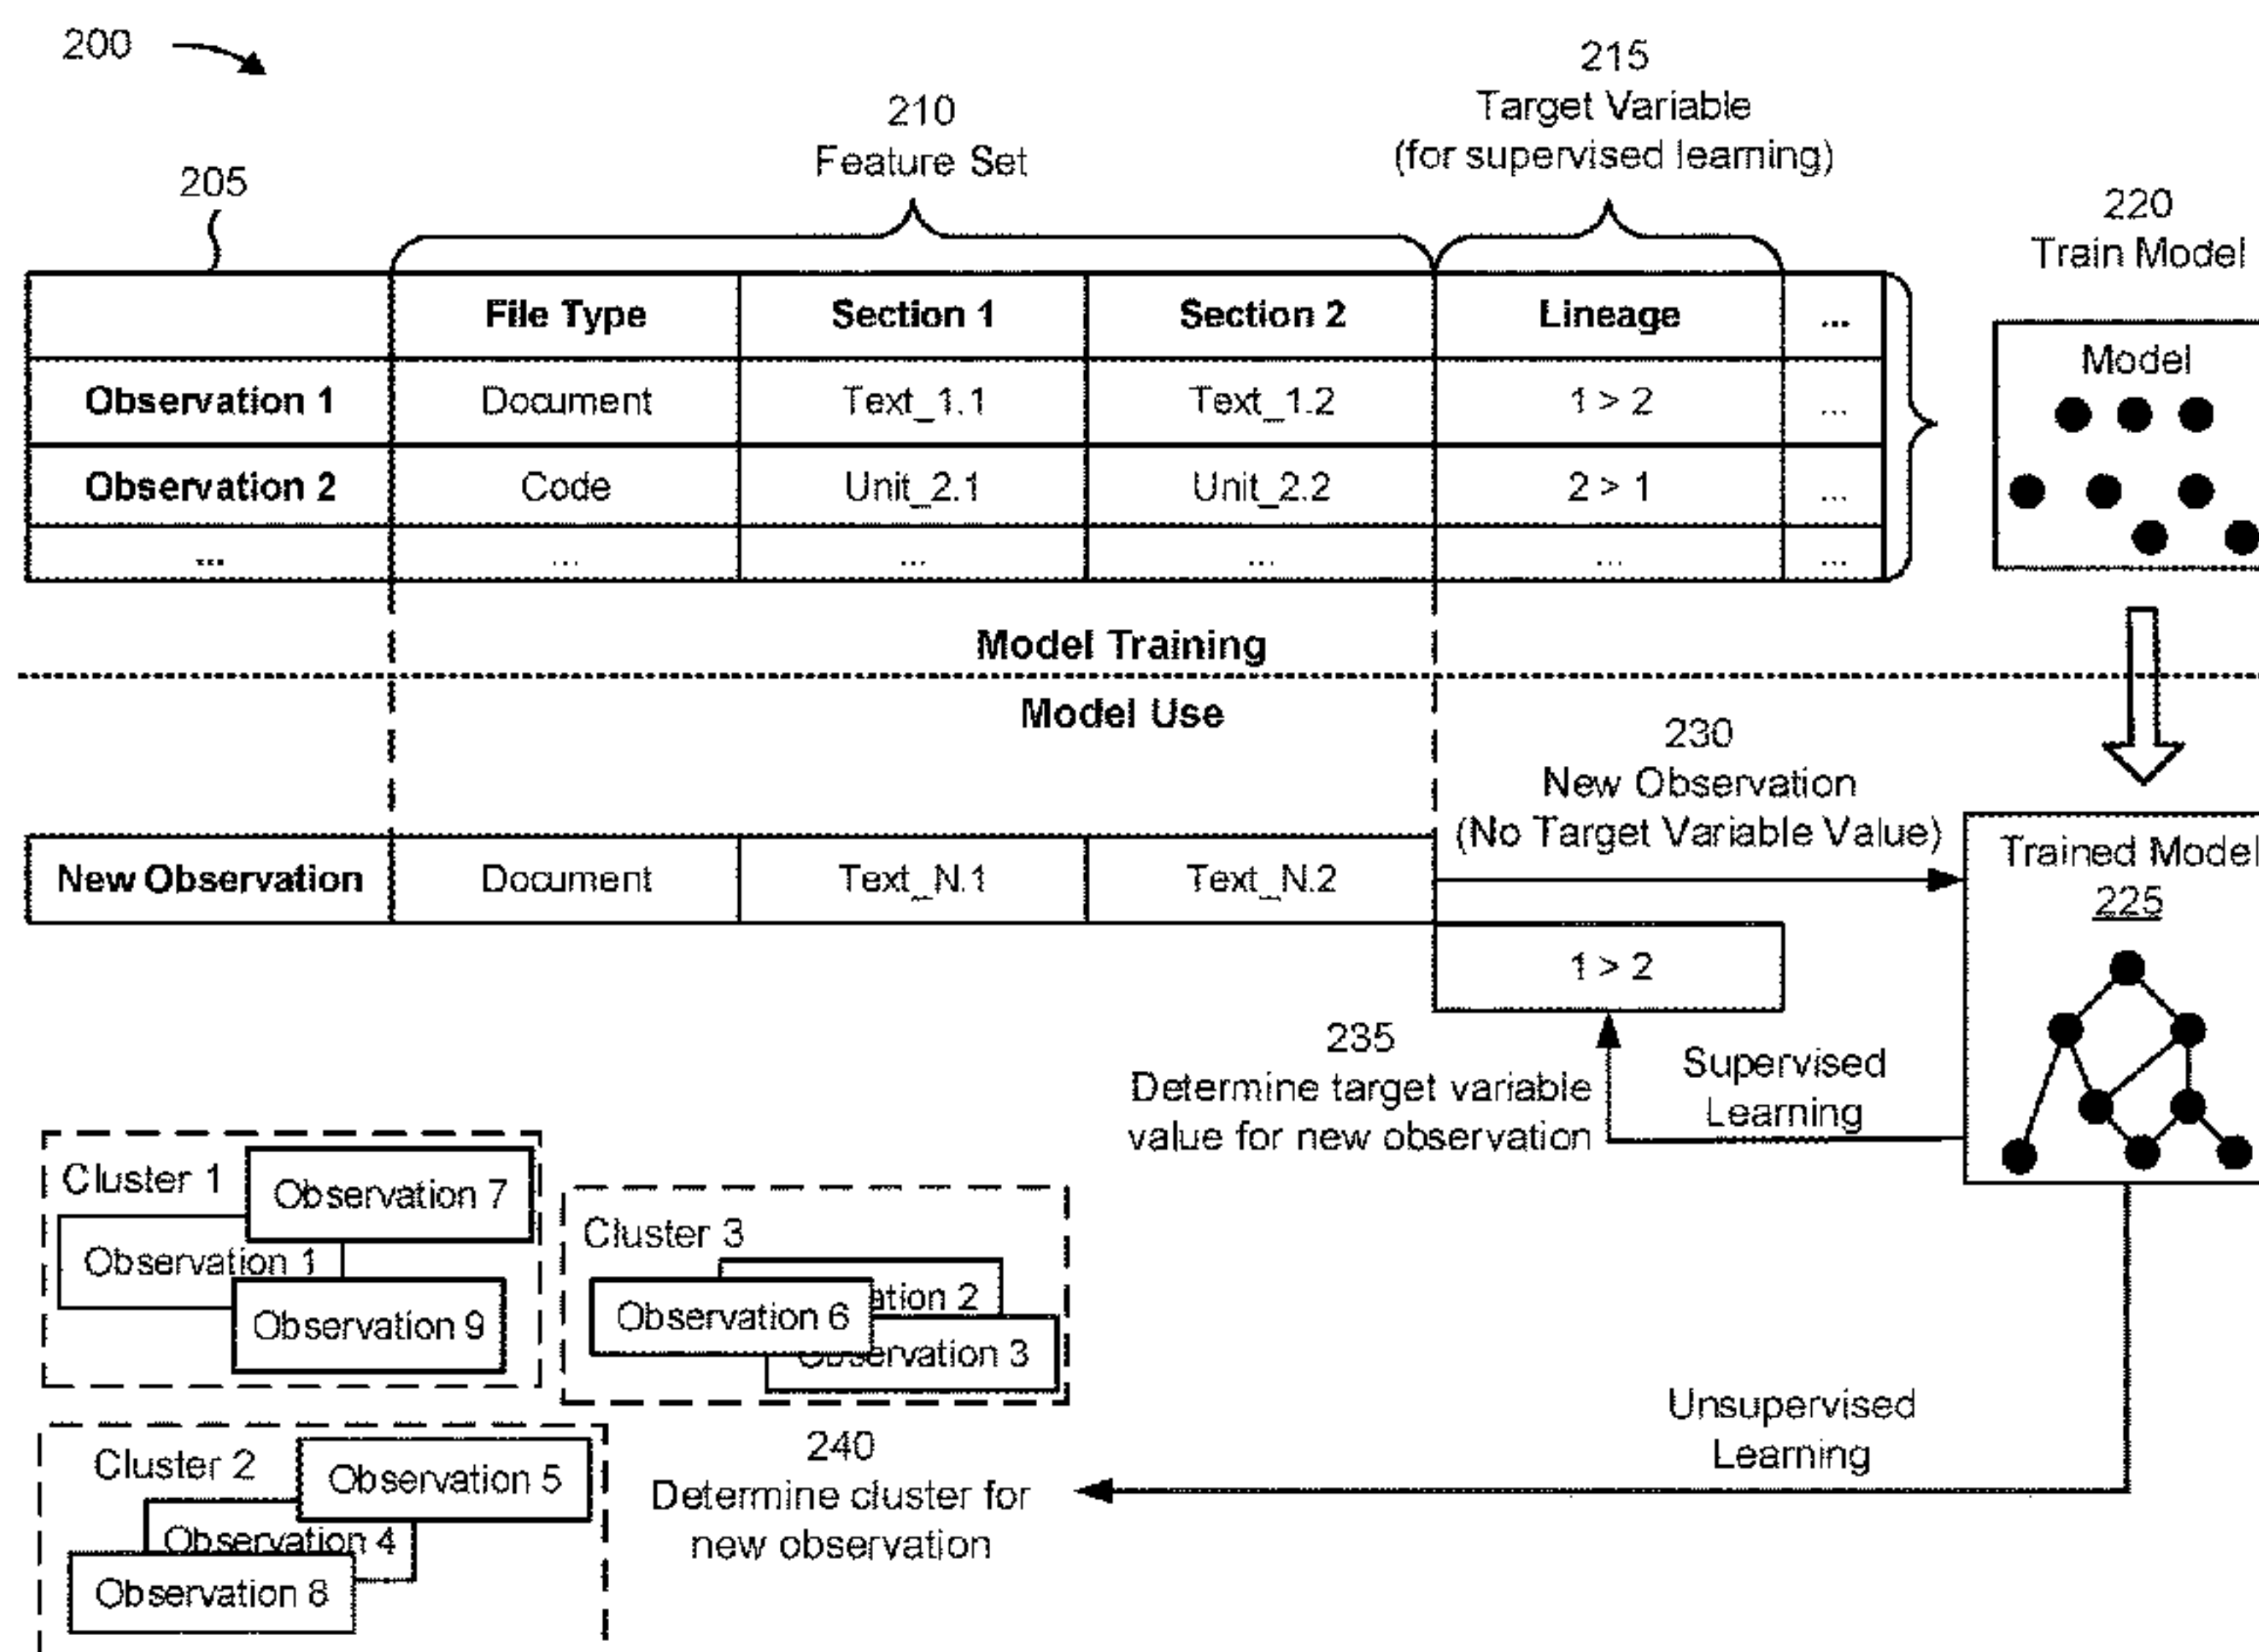 200
205
210
Feature Set
215
Target Variable
(for supervised learning)
220
Train Model
File Type Section 1 Section 2 Lineage ...
Observation 1 Document Text_1.1 Text_1.2 1 > 2 ...
Observation 2 Code Unit_2.1 Unit_2.2 2 > 1 ...
... ... ... ... ... ...
Model
Model Training
Model Use
230
New Observation
(No Target Variable Value)
New Observation Document Text_N.1 Text_N.2
1 > 2
Trained Model
225
235
Determine target variable
value for new observation
Supervised
Learning
Cluster 1
Observation 7
Observation 1
Observation 9
Cluster 3
ation 2
Observation 6
Observation 3
Cluster 2
Observation 5
Observation 4
Observation 8
240
Determine cluster for
new observation
Unsupervised
Learning